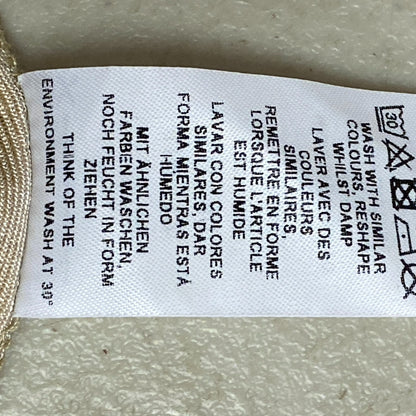 30
WASH WITH SIMILAR
COLOURS, RESHAPE
WHILST DAMP
LAVER AVEC DES
COULEURS
SIMILAIRES,
REMETTRE EN FORME
LORSQUE L'ARTICLE
EST HUMIDE
LAVAR CON COLORES
SIMILARES, DAR
FORMA MIENTRAS ESTÁ
HUMEDO
MIT ÄHNLICHEN
FARBEN WASCHEN,
NOCH FEUCHT IN FORM
ZIEHEN
THINK OF THE
ENVIRONMENT WASH AT 30°